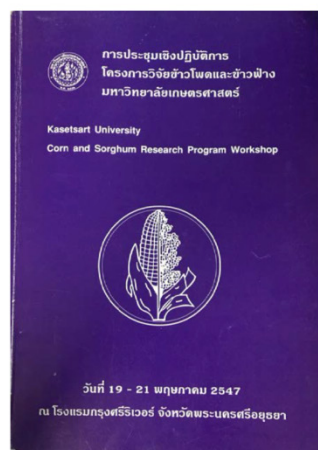 การประชุมเชิงปฏิบัติการ
โครงการวิจัยข้าวโพดและข้าวฟ่าง
มหาวิทยาลัยเกษตรศาสตร์
Kasetsart University
Corn and Sorghum Research Program Workshop
วันที่ 19 - 21 พฤษภาคม 2547
ณ โรงแรมกรุงศรีริเวอร์ จังหวัดพระนครศรีอยุธยา